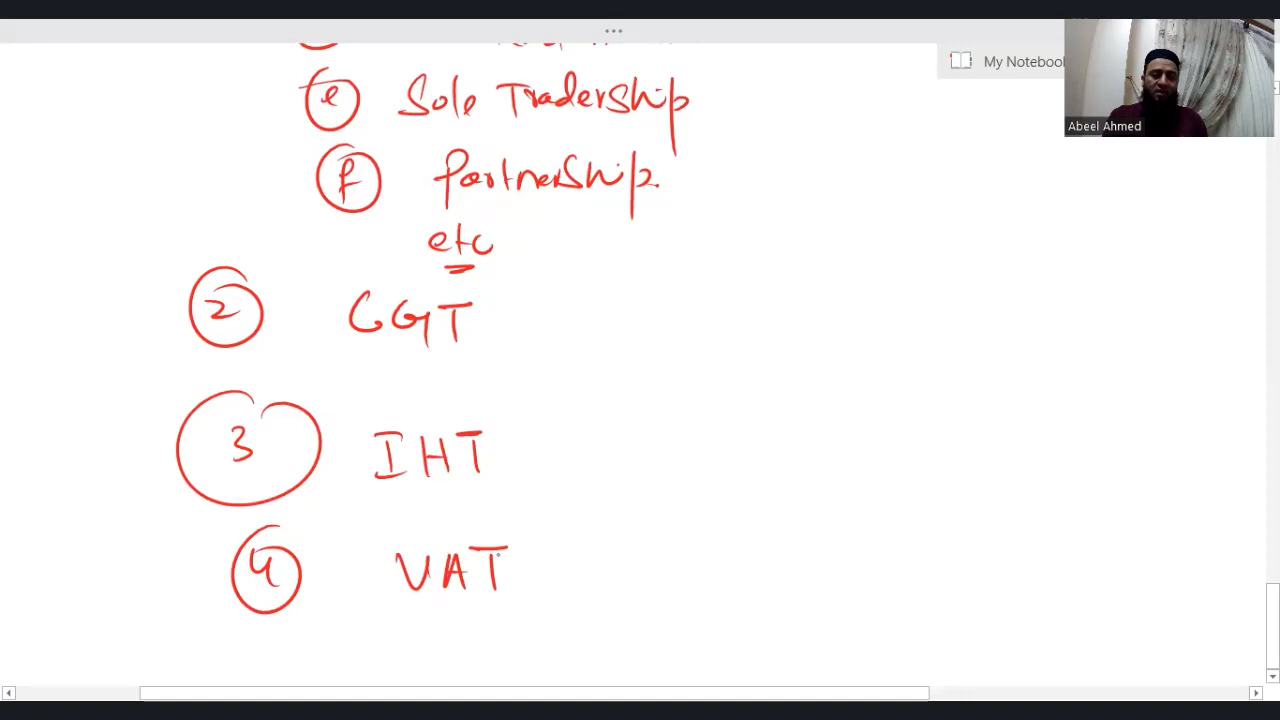 My Notebook
Abeel Ahmed
e Sole Tradership
f Partnership
etc
2 CGT
3 IHT
4 VAT